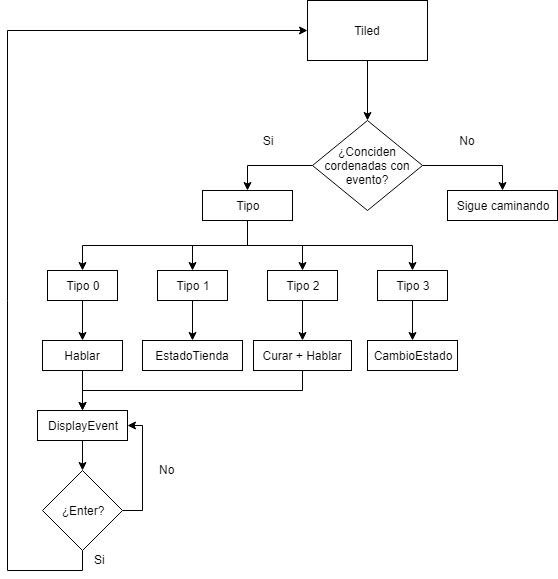 Tiled
Si
No
¿Conciden
cordenadas con
evento?
Tipo
Sigue caminando
Tipo 0
Tipo 1
Tipo 2
Tipo 3
Hablar
EstadoTienda
Curar + Hablar
CambioEstado
DisplayEvent
No
¿Enter?
Si